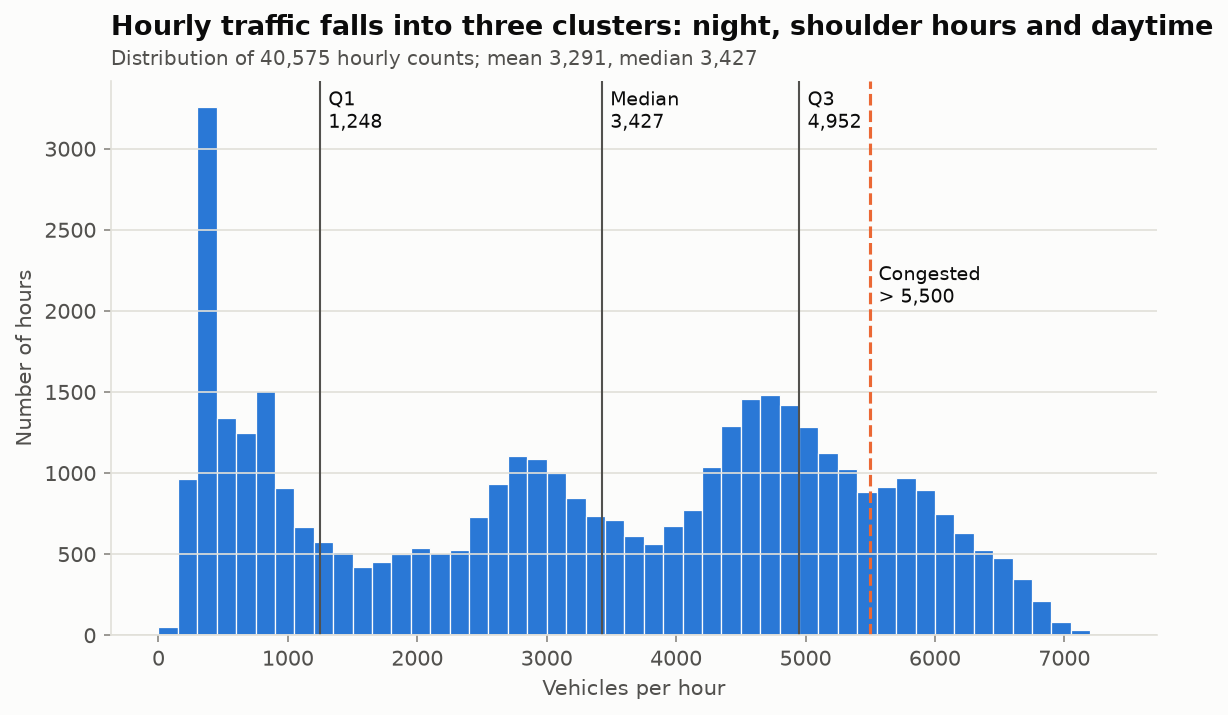 Hourly traffic falls into three clusters: night, shoulder hours and daytime
Distribution of 40,575 hourly counts; mean 3,291, median 3,427
Q1
1,248
Median
3,427
Q3
4,952
Congested
> 5,500
Number of hours
3000
2500
2000
1500
1000
500
0
0 1000 2000 3000 4000 5000 6000 7000
Vehicles per hour